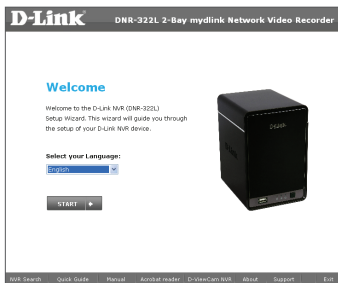 D-Link
DNR-322L 2-Bay mydlink Network Video Recorder
Welcome
Welcome to the D-Link NVR (DNR-322L)
Setup Wizard. This wizard will guide you through
the setup of your D-Link NVR device.
Select your Language:
English
START
D-Link
D-Link
NVR Search Quick Guide Manual Acrobat reader D-ViewCam NVR About Support Exit